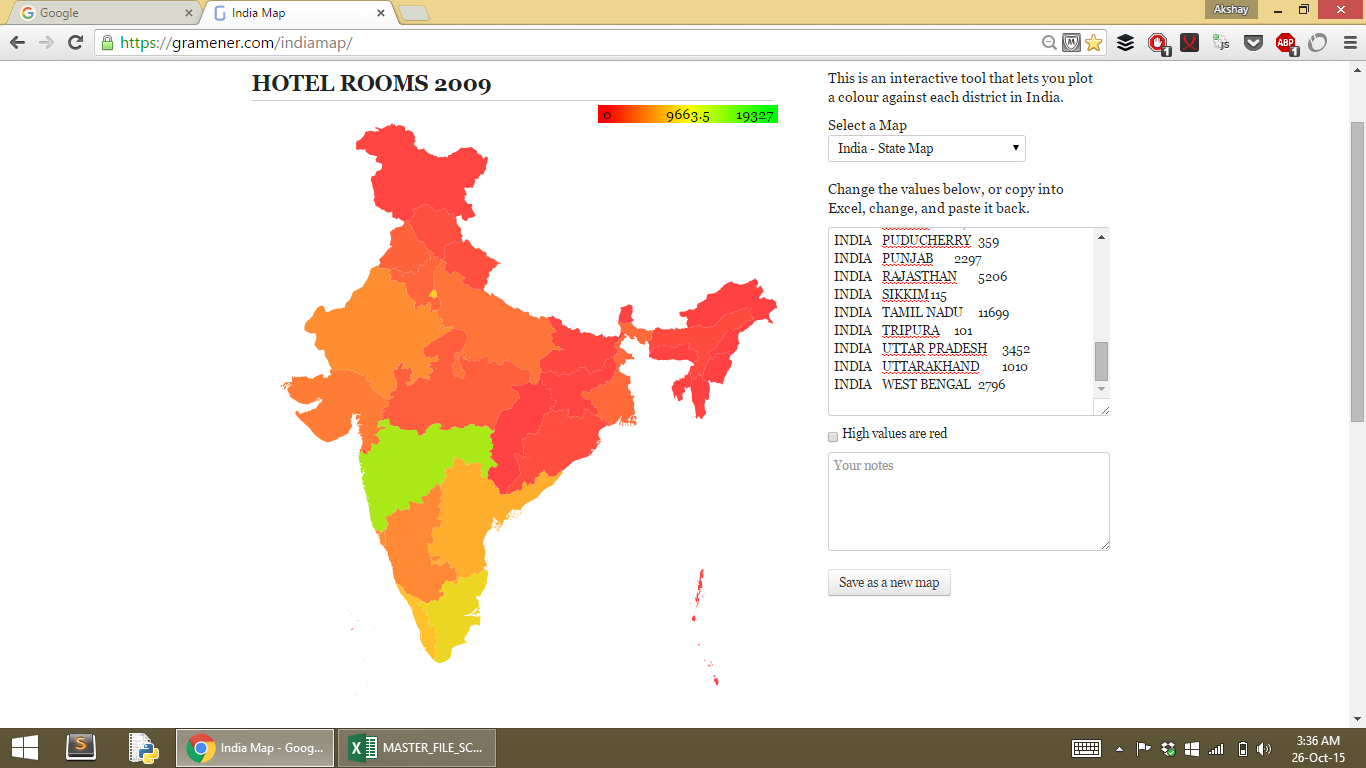 Google
India Map
Akshay
https://gramener.com/indiamap/
HOTEL ROOMS 2009
0 9663.5 19327
This is an interactive tool that lets you plot
a colour against each district in India.
Select a Map
India - State Map
Change the values below, or copy into
Excel, change, and paste it back.
INDIA PUDUCHERRY 359
INDIA PUNJAB 2297
INDIA RAJASTHAN 5206
INDIA SIKKIM 115
INDIA TAMIL NADU 11699
INDIA TRIPURA 101
INDIA UTTAR PRADESH 3452
INDIA UTTARAKHAND 1010
INDIA WEST BENGAL 2796
High values are red
Your notes
Save as a new map
India Map - Goog...
MASTER_FILE_SC...
3:36 AM
26-Oct-15